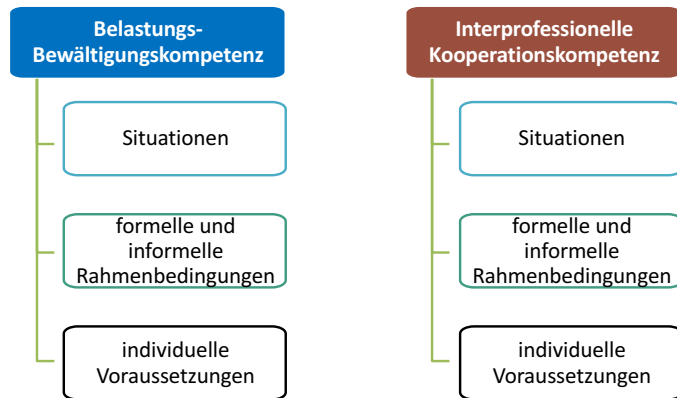 Belastungs-
Bewältigungskompetenz
Situationen
formelle und
informelle
Rahmenbedingungen
individuelle
Voraussetzungen
Interprofessionelle
Kooperationskompetenz
Situationen
formelle und
informelle
Rahmenbedingungen
individuelle
Voraussetzungen